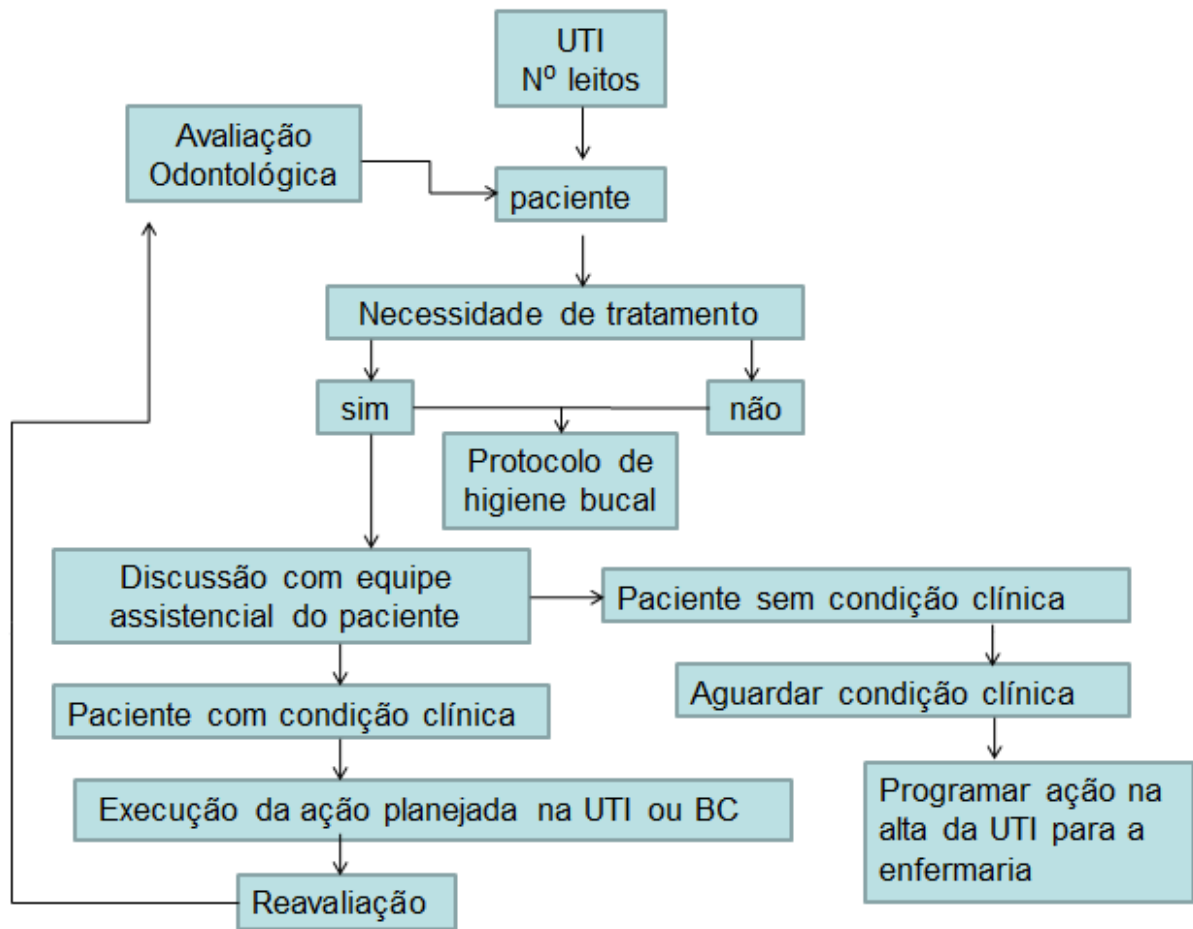 UTI
Nº leitos
Avaliação
Odontológica
paciente
Necessidade de tratamento
sim
não
Protocolo de
higiene bucal
Discussão com equipe
assistencial do paciente
Paciente sem condição clínica
Paciente com condição clínica
Aguardar condição clínica
Execução da ação planejada na UTI ou BC
Programar ação na
alta da UTI para a
enfermaria
Reavaliação